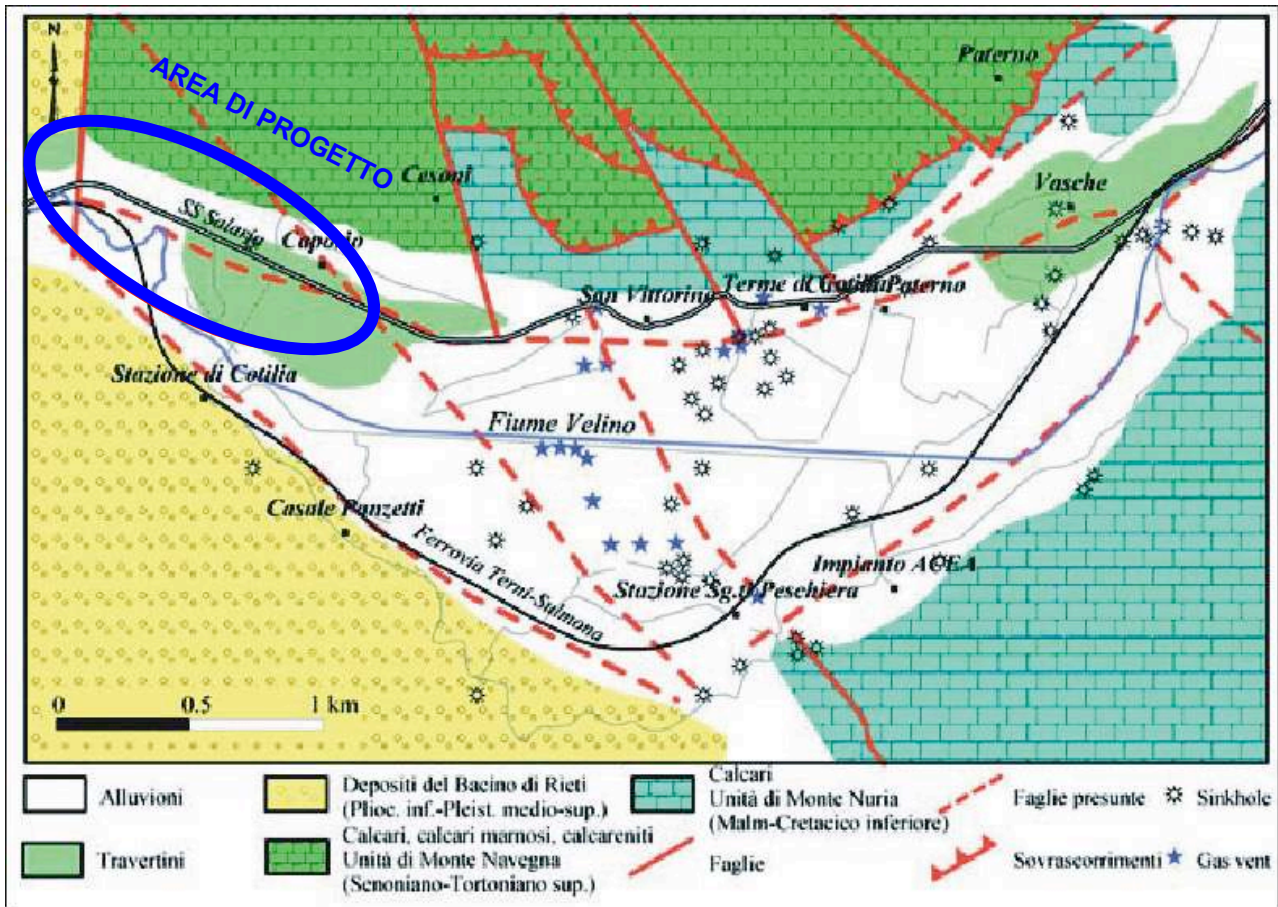 N
AREA DI PROGETTO
Paterno
Cesoni
Vasche
SS Salaria
Caporio
San Vittorino
Terme di Cotilia
Paterno
Stazione di Cotilia
Fiume Velino
Casale Panzetti
Ferrovia Terni-Sulmona
Impianto ACEA
Stazione Sg.ti Peschiera
0 0.5 1 km
Alluvioni
Depositi del Bacino di Rieti
(Plioc. inf.-Pleist. medio-sup.)
Calcari
Unità di Monte Nuria
(Malm-Cretacico inferiore)
Faglie presunte
Sinkhole
Travertini
Calcari, calcari marnosi, calcareniti
Unità di Monte Navegna
(Senoniano-Tortoniano sup.)
Faglie
Sovrascorrimenti
Gas vent